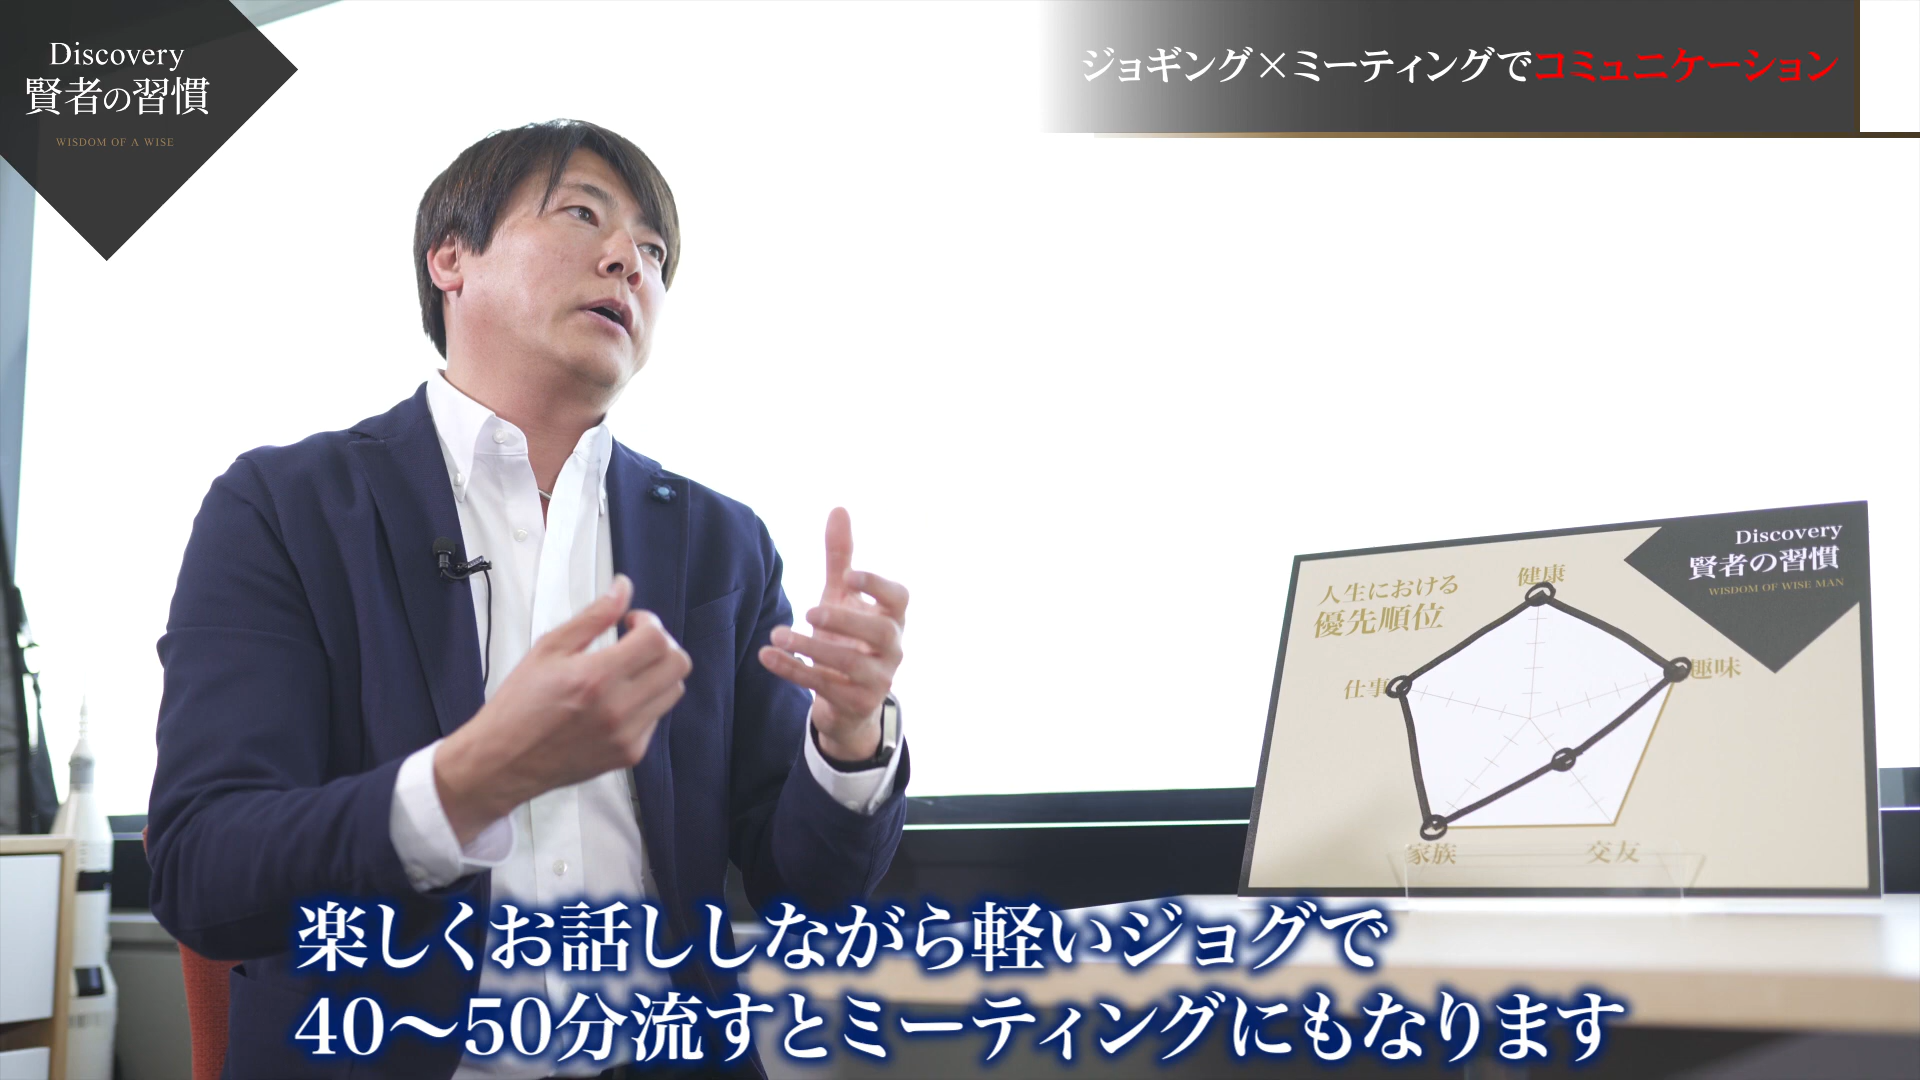 Discovery
賢者の習慣
WISDOM OF A WISE
ジョギング×ミーティングでコミュニケーション
Discovery
賢者の習慣
WISDOM OF WISE MAN
人生における
優先順位
健康
趣味
仕事
家族
交友
楽しくお話ししながら軽いジョグで
40～50分流すとミーティングにもなります